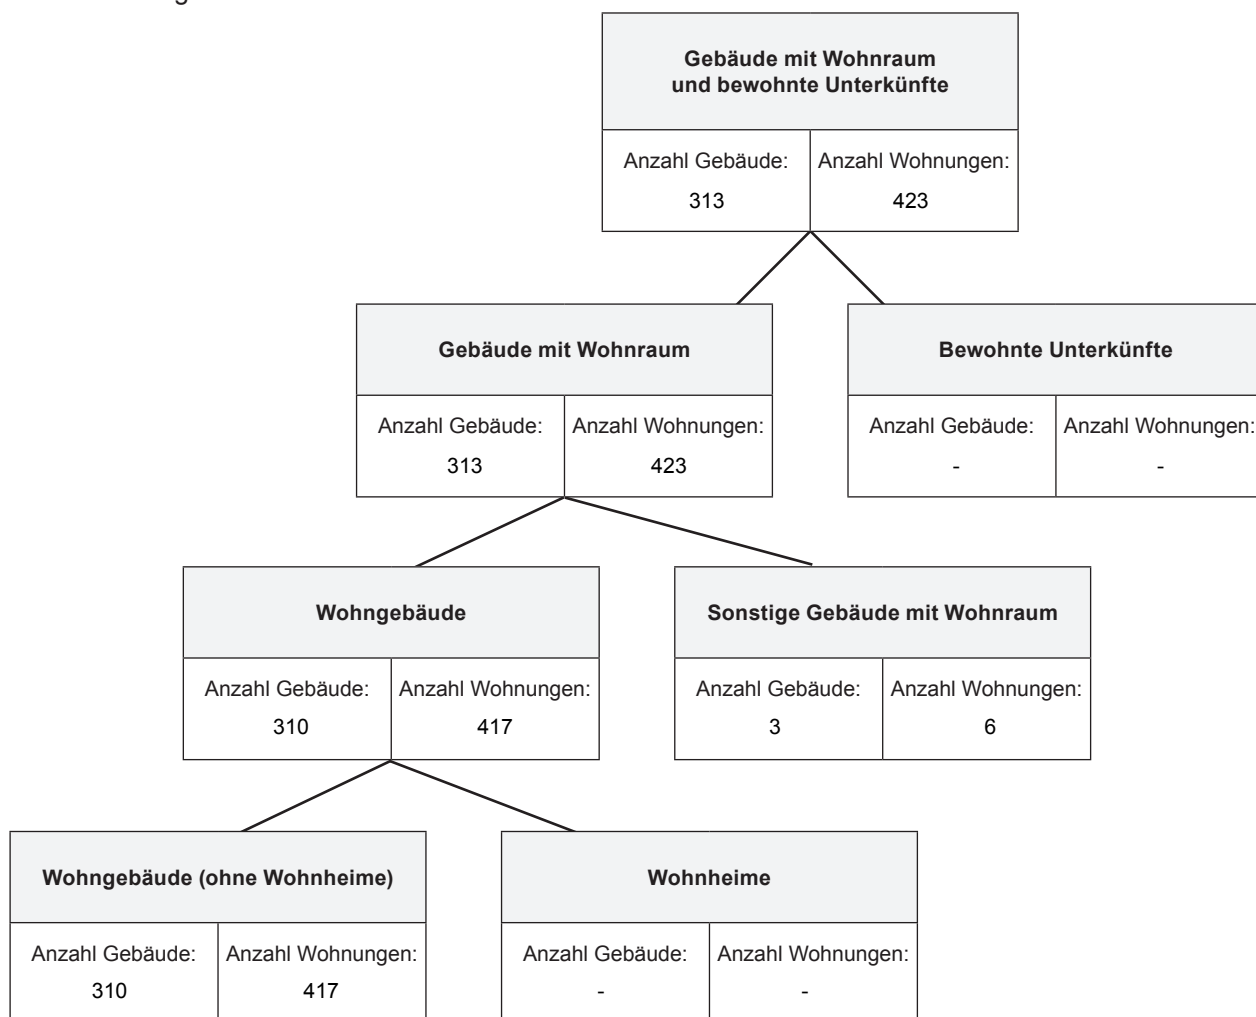 Gebäude mit Wohnraum
und bewohnte Unterkünfte
Anzahl Gebäude: Anzahl Wohnungen:
313 423
Gebäude mit Wohnraum
Anzahl Gebäude: Anzahl Wohnungen:
313 423
Bewohnte Unterkünfte
Anzahl Gebäude: Anzahl Wohnungen:
- -
Wohngebäude
Anzahl Gebäude: Anzahl Wohnungen:
310 417
Sonstige Gebäude mit Wohnraum
Anzahl Gebäude: Anzahl Wohnungen:
3 6
Wohngebäude (ohne Wohnheime)
Anzahl Gebäude: Anzahl Wohnungen:
310 417
Wohnheime
Anzahl Gebäude: Anzahl Wohnungen:
- -